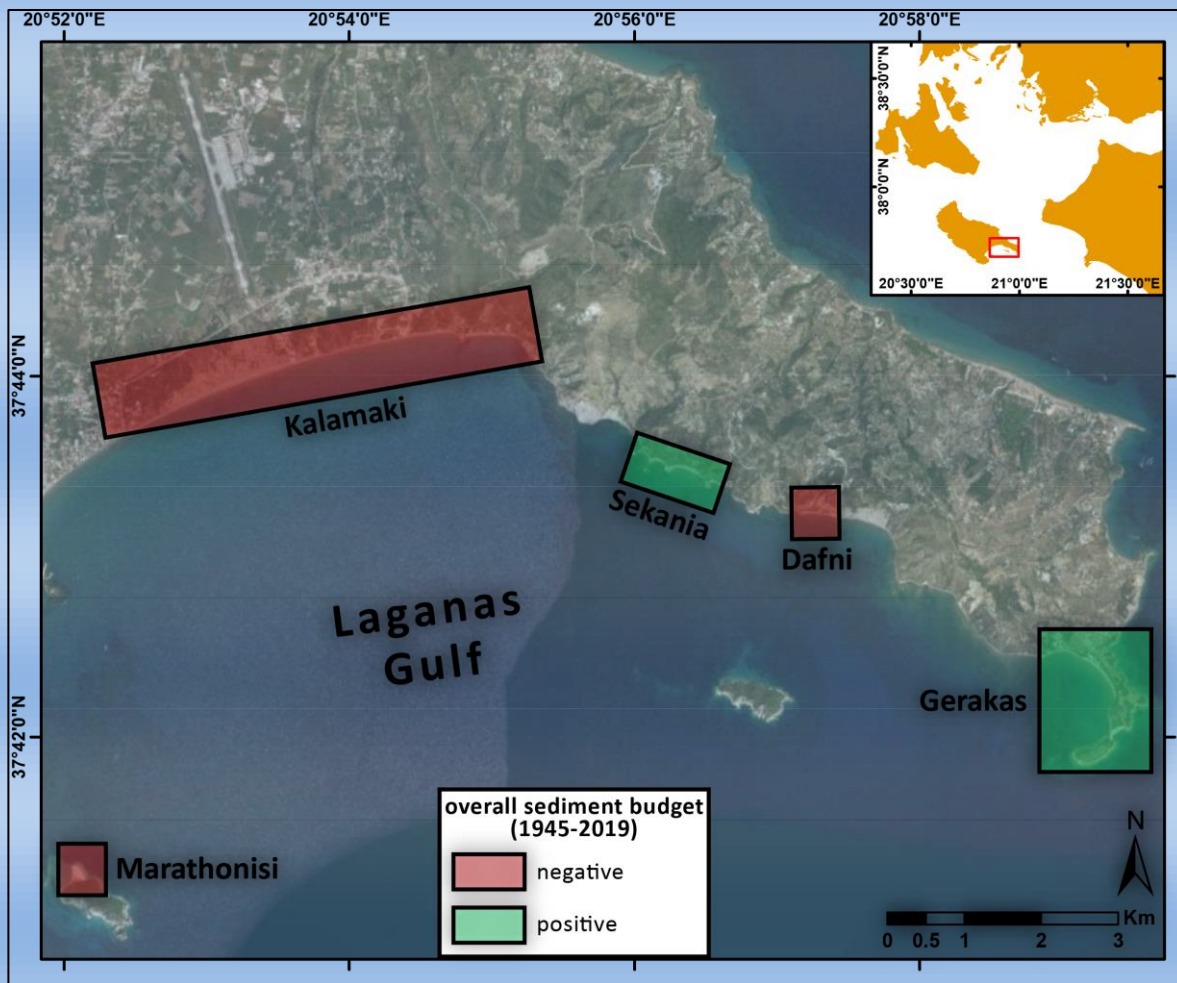 20°52'0"E
20°54'0"E
20°56'0"E
20°58'0"E
38°30'0"N
38°0'0"N
20°30'0"E
21°0'0"E
21°30'0"E
37°44'0"N
Kalamaki
Sekania
Dafni
Laganas
Gulf
Gerakas
37°42'0"N
Marathonisi
overall sediment budget
(1945-2019)
negative
positive
N
Km
0 0.5 1 2 3